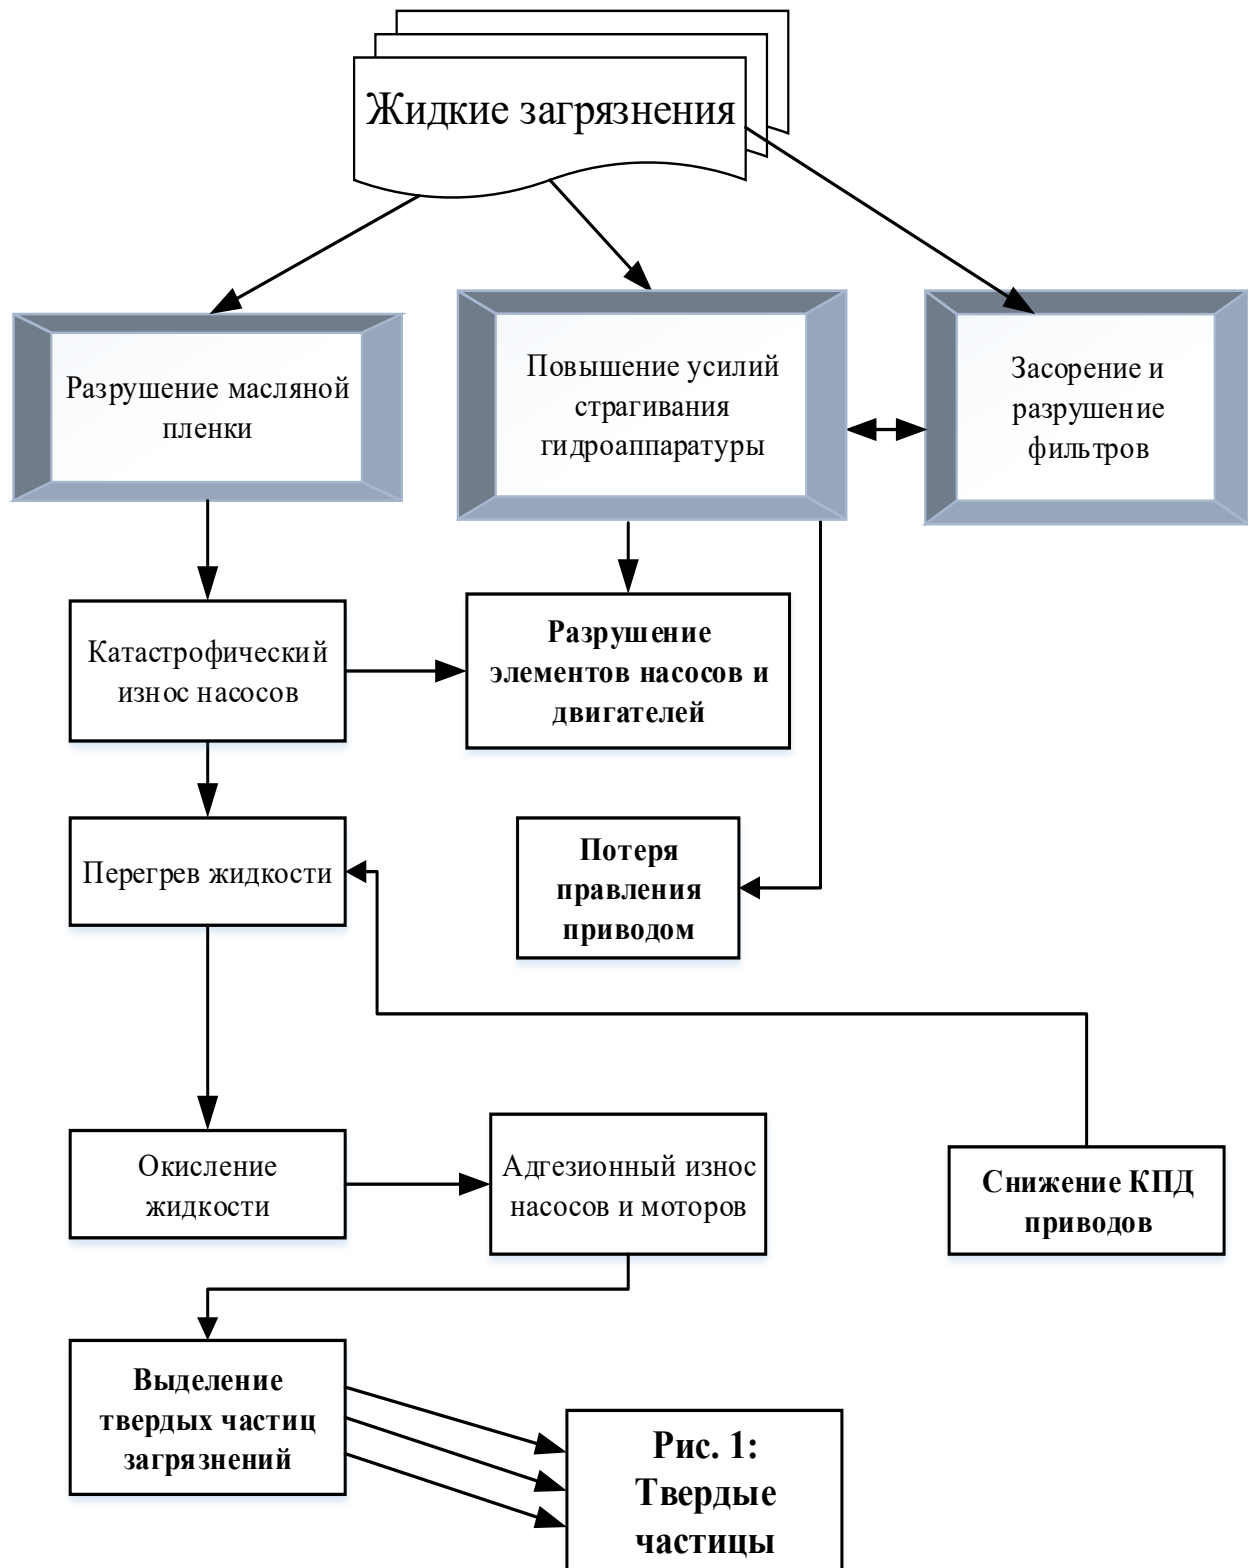 Жидкие загрязнения
Разрушение масляной
пленки
Повышение усилий
страгивания
гидроаппаратуры
Засорение и
разрушение
фильтров
Катастрофический
износ насосов
Разрушение
элементов насосов и
двигателей
Перегрев жидкости
Потеря
правления
приводом
Окисление
жидкости
Адгезионный износ
насосов и моторов
Снижение КПД
приводов
Выделение
твердых частиц
загрязнений
Рис. 1:
Твердые
частицы